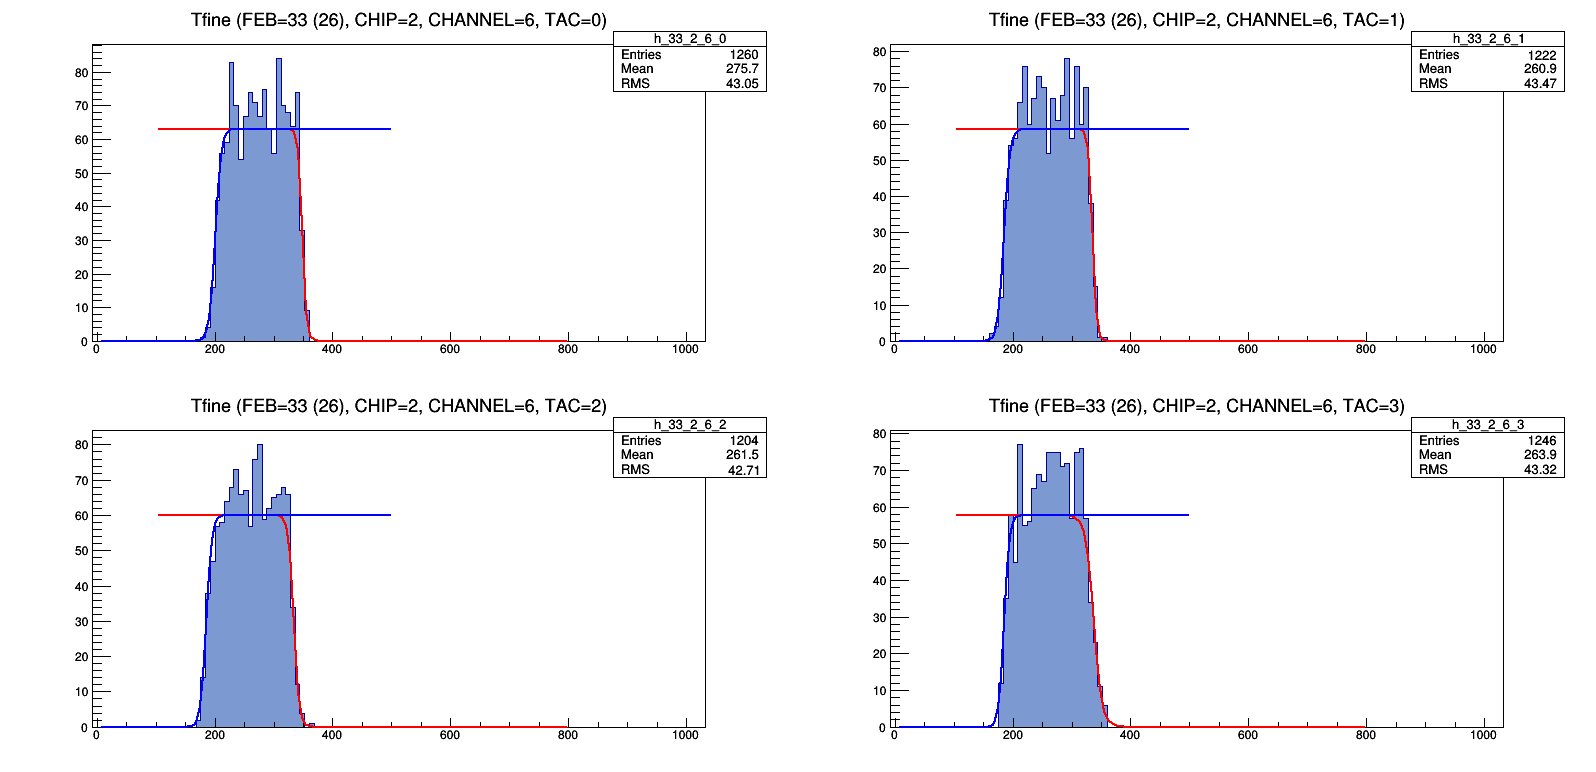 Tfine (FEB=33 (26), CHIP=2, CHANNEL=6, TAC=0)
h_33_2_6_0
Entries 1260
Mean 275.7
RMS 43.05
80
70
60
50
40
30
20
10
0
0 200 400 600 800 1000
Tfine (FEB=33 (26), CHIP=2, CHANNEL=6, TAC=1)
h_33_2_6_1
Entries 1222
Mean 260.9
RMS 43.47
80
70
60
50
40
30
20
10
0
0 200 400 600 800 1000
Tfine (FEB=33 (26), CHIP=2, CHANNEL=6, TAC=2)
h_33_2_6_2
Entries 1204
Mean 261.5
RMS 42.71
80
70
60
50
40
30
20
10
0
0 200 400 600 800 1000
Tfine (FEB=33 (26), CHIP=2, CHANNEL=6, TAC=3)
h_33_2_6_3
Entries 1246
Mean 263.9
RMS 43.32
80
70
60
50
40
30
20
10
0
0 200 400 600 800 1000